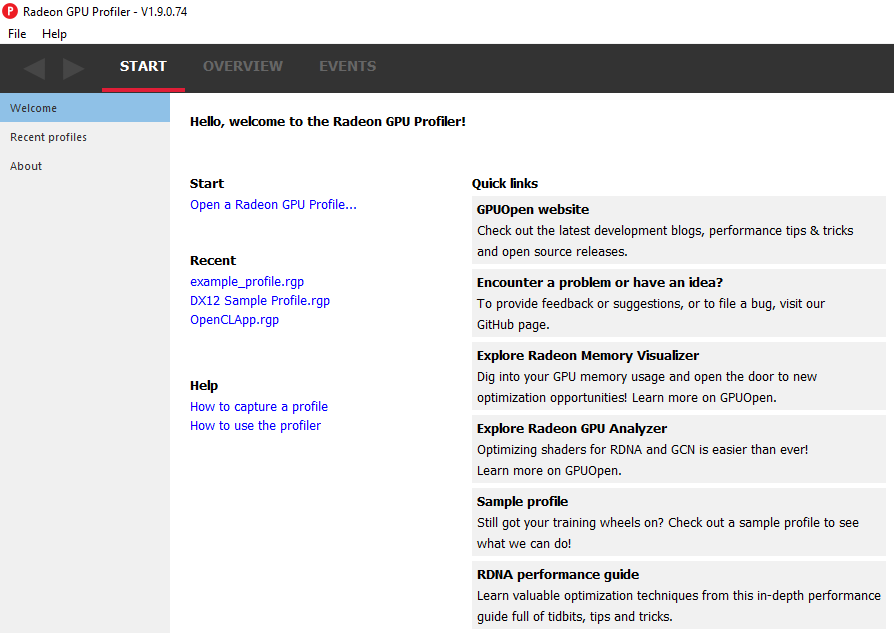 P Radeon GPU Profiler - V1.9.0.74
File Help
START OVERVIEW EVENTS
Welcome
Recent profiles
About
Hello, welcome to the Radeon GPU Profiler!
Start
Open a Radeon GPU Profile...
Recent
example_profile.rgp
DX12 Sample Profile.rgp
OpenCLApp.rgp
Help
How to capture a profile
How to use the profiler
Quick links
GPUOpen website
Check out the latest development blogs, performance tips & tricks
and open source releases.
Encounter a problem or have an idea?
To provide feedback or suggestions, or to file a bug, visit our
GitHub page.
Explore Radeon Memory Visualizer
Dig into your GPU memory usage and open the door to new
optimization opportunities! Learn more on GPUOpen.
Explore Radeon GPU Analyzer
Optimizing shaders for RDNA and GCN is easier than ever!
Learn more on GPUOpen.
Sample profile
Still got your training wheels on? Check out a sample profile to see
what we can do!
RDNA performance guide
Learn valuable optimization techniques from this in-depth performance
guide full of tidbits, tips and tricks.